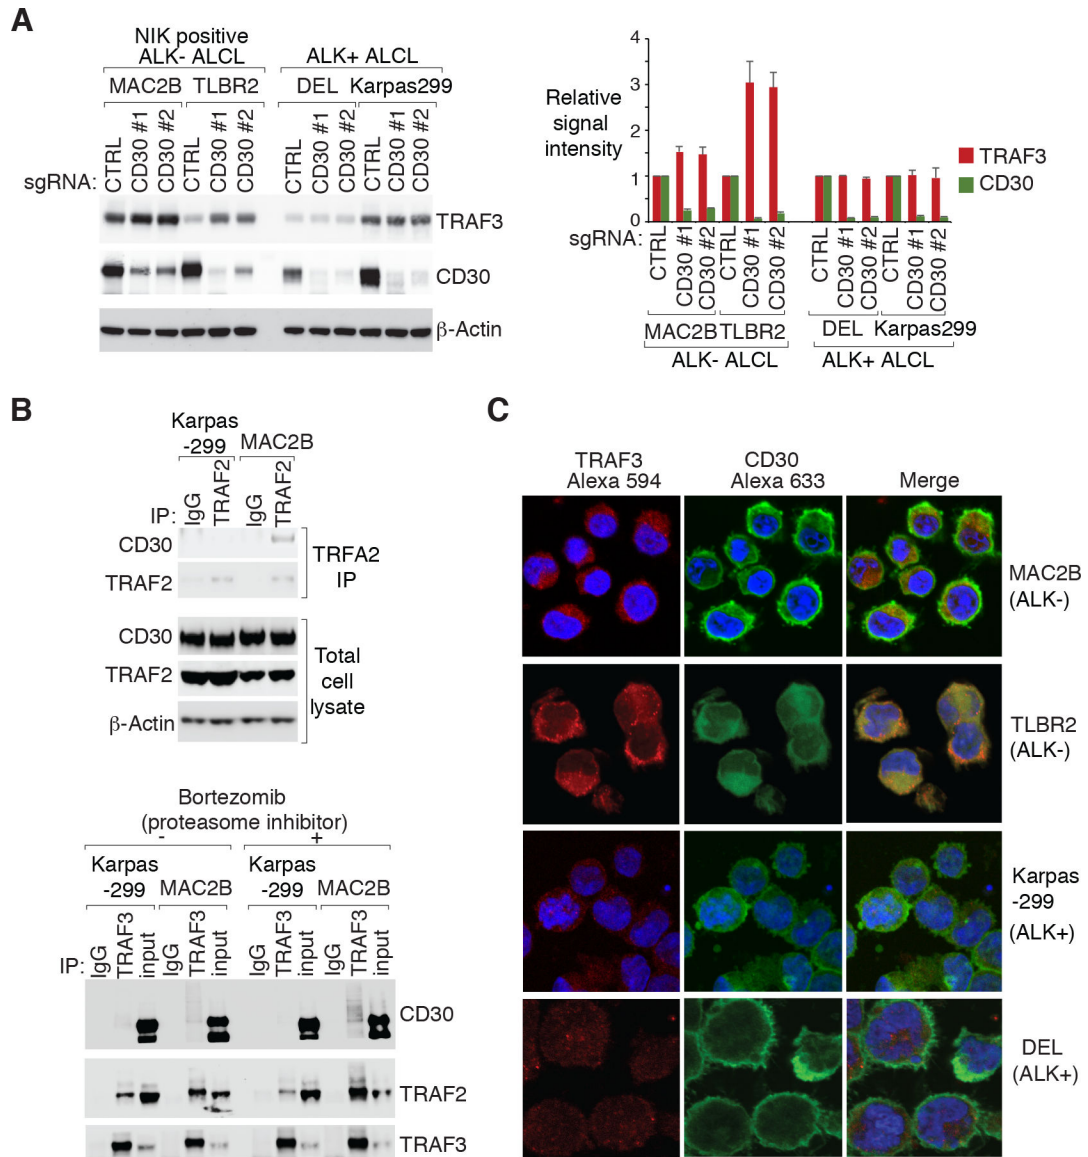 A
NIK positive
ALK- ALCL
ALK+ ALCL
MAC2B TLBR2
DEL Karpas299
sgRNA: CTRL CD30 #1 CD30 #2 CTRL CD30 #1 CD30 #2 CTRL CD30 #1 CD30 #2 CTRL CD30 #1 CD30 #2
TRAF3
CD30
β-Actin
Relative
signal
intensity
4
3
2
1
0
TRAF3
CD30
sgRNA: CTRL CD30 #1 CD30 #2 CTRL CD30 #1 CD30 #2 CTRL CD30 #1 CD30 #2 CTRL CD30 #1 CD30 #2
MAC2B TLBR2
DEL Karpas299
ALK- ALCL
ALK+ ALCL
B
Karpas
-299 MAC2B
IP: IgG TRAF2 IgG TRAF2
CD30
TRAF2
TRFA2
IP
CD30
TRAF2
β-Actin
Total
cell
lysate
Bortezomib
(proteasome inhibitor)
- +
Karpas
-299 MAC2B
Karpas
-299 MAC2B
IP: IgG TRAF3 input IgG TRAF3 input IgG TRAF3 input IgG TRAF3 input
CD30
TRAF2
TRAF3
C
TRAF3
Alexa 594
CD30
Alexa 633
Merge
MAC2B
(ALK-)
TLBR2
(ALK-)
Karpas
-299
(ALK+)
DEL
(ALK+)